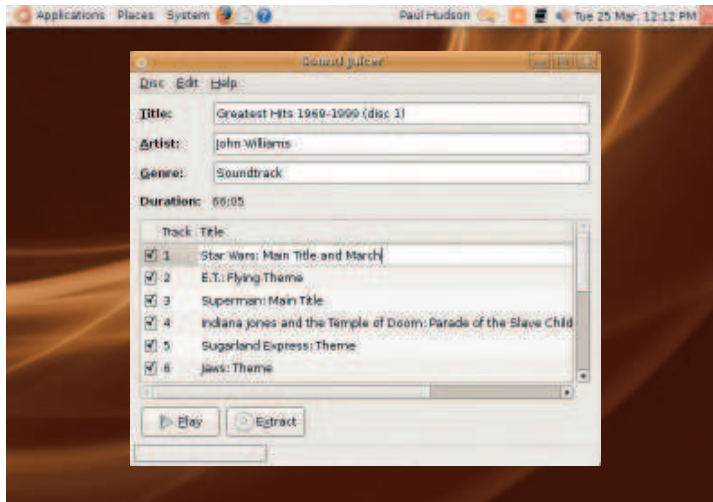 Applications Places System Paul Hudson Tue 25 Mar, 12:12 PM
Sound Juicer
Disc Edit Help
Title: Greatest Hits 1969-1999 (disc 1)
Artist: John Williams
Genre: Soundtrack
Duration: 66:05
Track Title
1 Star Wars: Main Title and March
2 E.T.: Flying Theme
3 Superman: Main Title
4 Indiana Jones and the Temple of Doom: Parade of the Slave Child
5 Sugarland Express: Theme
6 Jaws: Theme
Play Extract